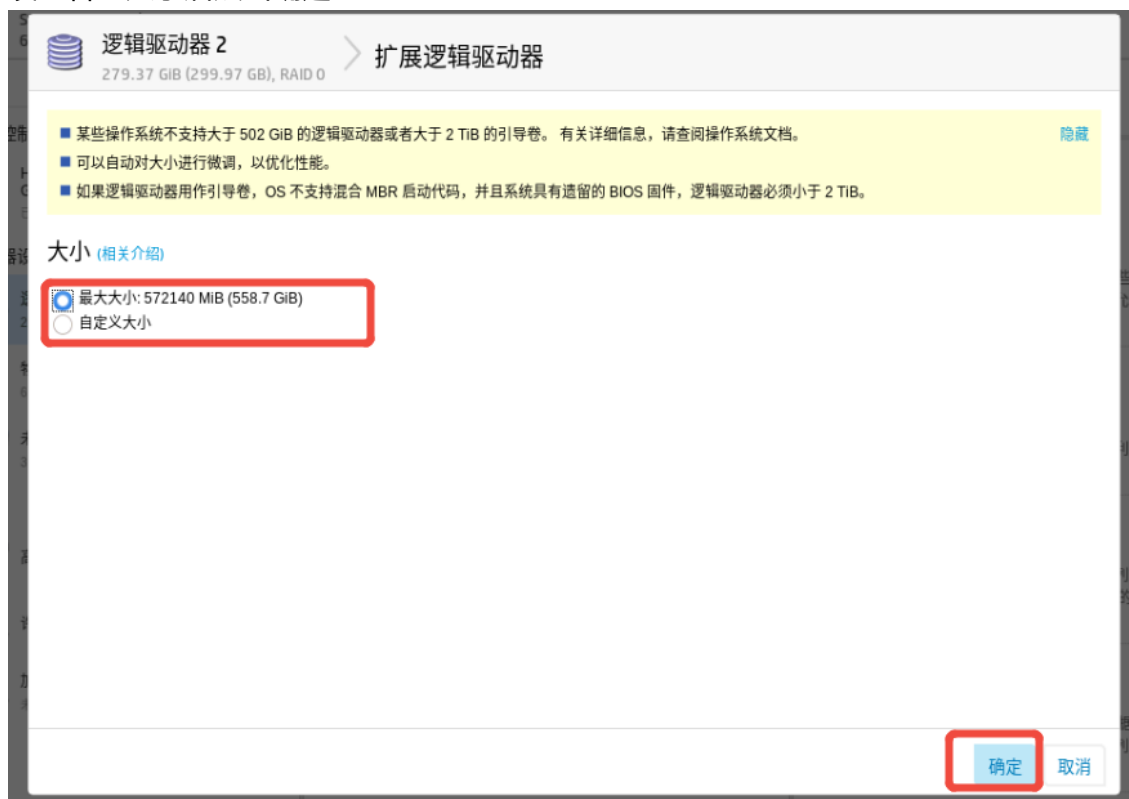 逻辑驱动器 2
279.37 GiB (299.97 GB), RAID 0
扩展逻辑驱动器
某些操作系统不支持大于 502 GiB 的逻辑驱动器或者大于 2 TiB 的引导卷。 有关详细信息，请查阅操作系统文档。
隐藏
可以自动对大小进行微调，以优化性能。
如果逻辑驱动器用作引导卷，OS 不支持混合 MBR 启动代码，并且系统具有遗留的 BIOS 固件，逻辑驱动器必须小于 2 TiB。
大小 (相关介绍)
最大大小: 572140 MiB (558.7 GiB)
自定义大小
确定
取消